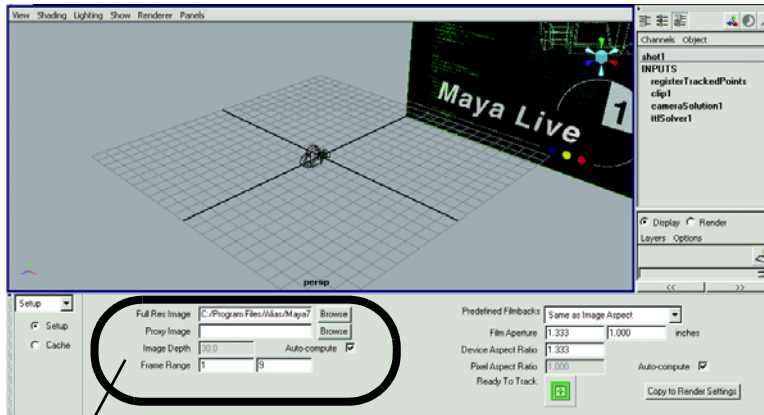 View Shading Lighting Show Renderer Panels
Maya Live
1
persp
Channels Object
shot1
INPUTS
registerTrackedPoints
clip1
cameraSolution1
ttlSolver1
Display Render
Layers Options
<< >>
Setup
Setup
Cache
Full Res Image C:/Program Files/Alias/Maya7 Browse
Proxy Image Browse
Image Depth 30.0 Auto-compute
Frame Range 1 9
Predefined Filmbacks Same as Image Aspect
Film Aperture 1.333 1.000 inches
Device Aspect Ratio 1.333
Pixel Aspect Ratio 1.000 Auto-compute
Ready To Track
Copy to Render Settings